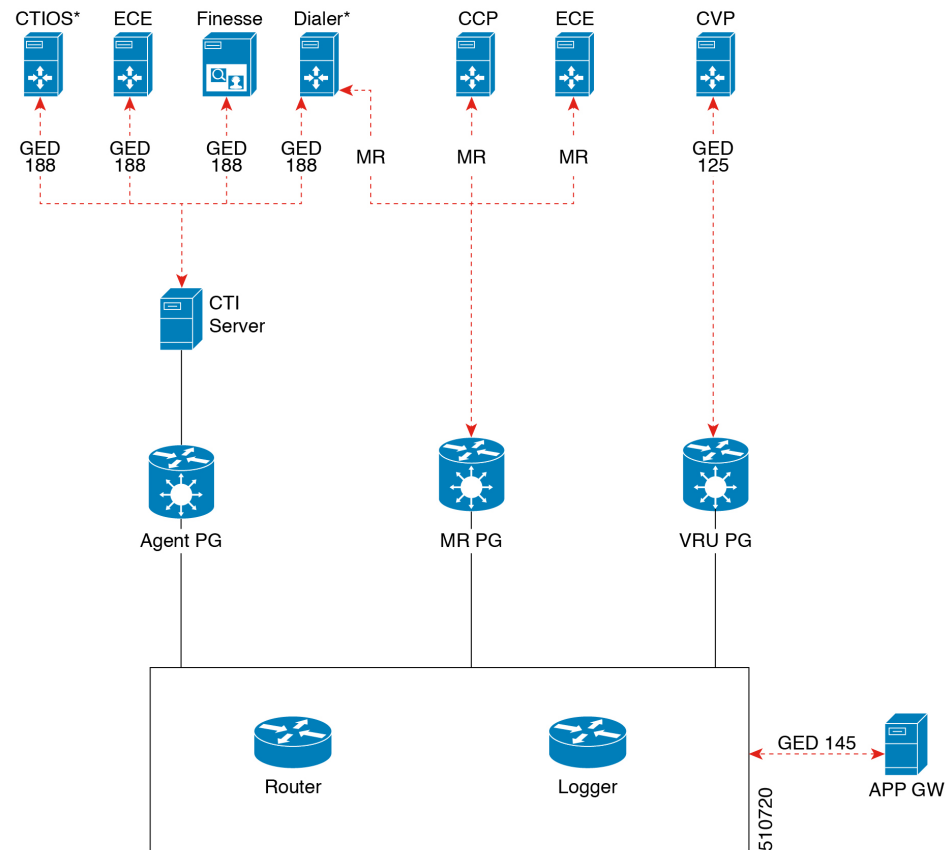 CTIOS*
ECE
Finesse
Dialer*
CCP
ECE
CVP
GED
188
GED
188
GED
188
GED
188
MR
MR
MR
GED
125
CTI
Server
Agent PG
MR PG
VRU PG
Router
Logger
GED 145
APP GW
510720